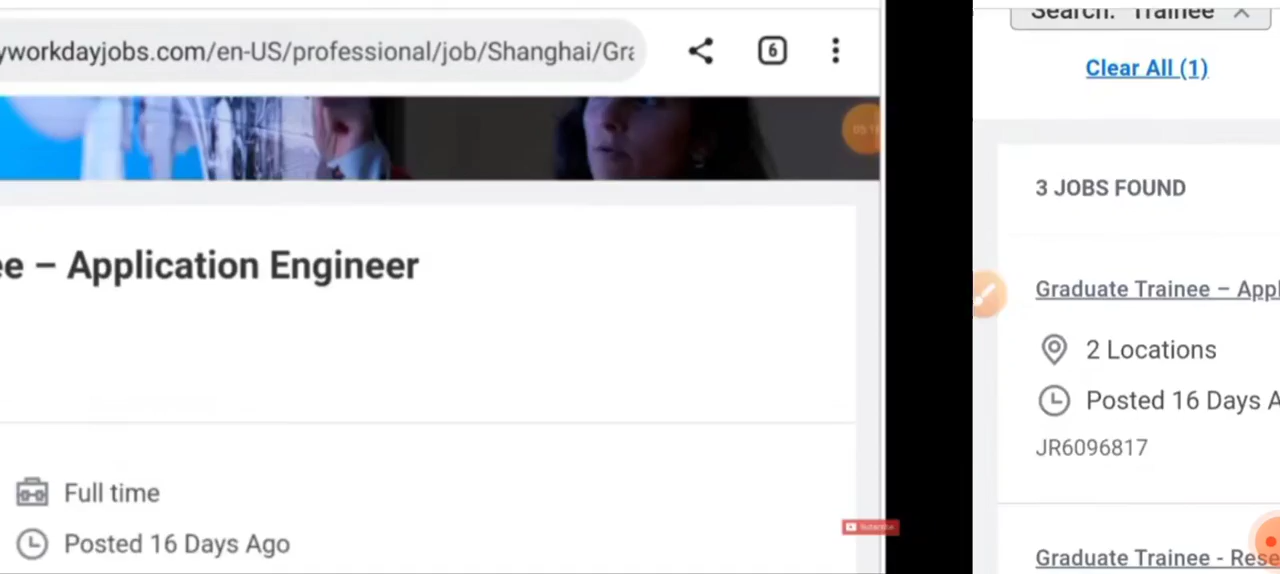 yworkdayjobs.com/en-US/professional/job/Shanghai/Gra
6
ee – Application Engineer
Full time
Posted 16 Days Ago
Subscribe
Search: Trainee
Clear All (1)
3 JOBS FOUND
Graduate Trainee – Appl
2 Locations
Posted 16 Days A
JR6096817
Graduate Trainee - Rese